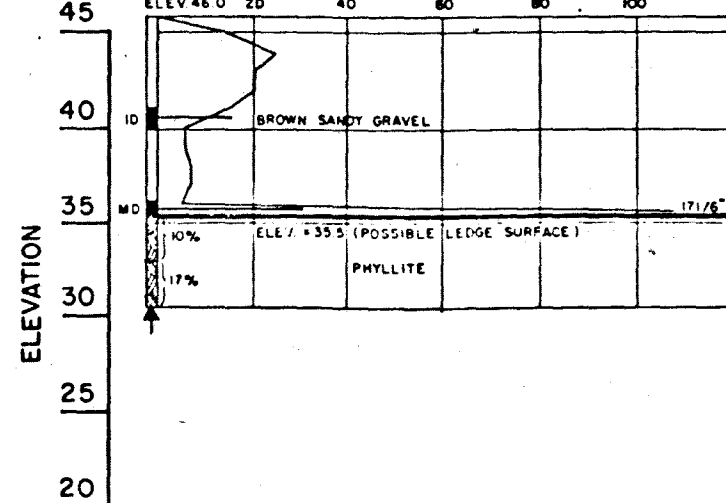 ELEV. 46.0 20 40 60 80 100
45
40
1D BROWN SANDY GRAVEL
MD 171/6"
35
ELEV. = 35.5 (POSSIBLE LEDGE SURFACE)
10%
PHYLLITE
17%
30
ELEVATION
25
20